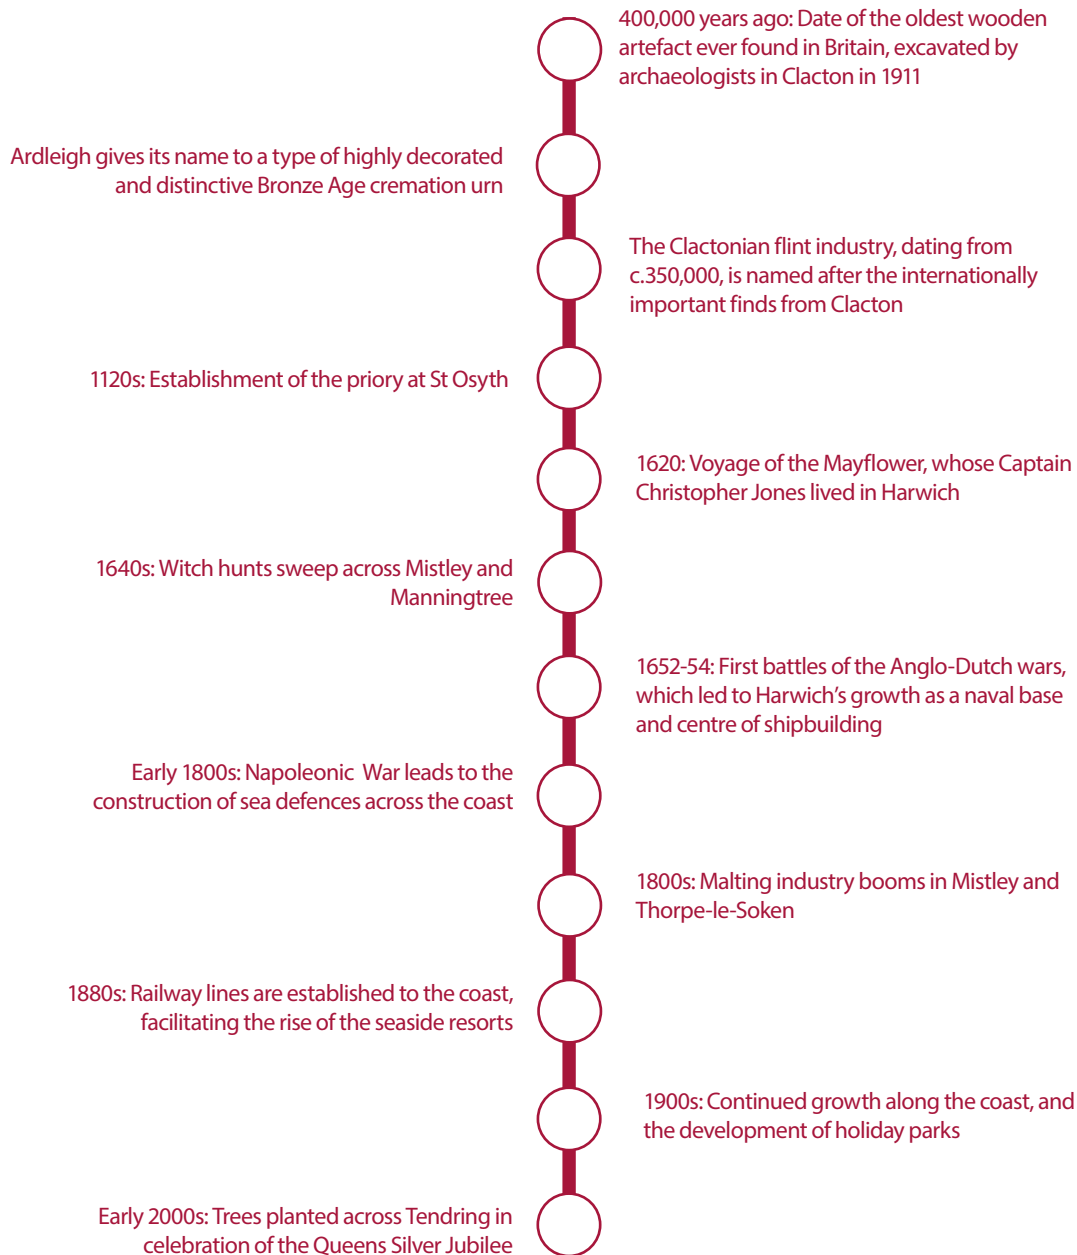 400,000 years ago: Date of the oldest wooden
artefact ever found in Britain, excavated by
archaeologists in Clacton in 1911
Ardleigh gives its name to a type of highly decorated
and distinctive Bronze Age cremation urn
The Clactonian flint industry, dating from
c.350,000, is named after the internationally
important finds from Clacton
1120s: Establishment of the priory at St Osyth
1620: Voyage of the Mayflower, whose Captain
Christopher Jones lived in Harwich
1640s: Witch hunts sweep across Mistley and
Manningtree
1652-54: First battles of the Anglo-Dutch wars,
which led to Harwich's growth as a naval base
and centre of shipbuilding
Early 1800s: Napoleonic War leads to the
construction of sea defences across the coast
1800s: Malting industry booms in Mistley and
Thorpe-le-Soken
1880s: Railway lines are established to the coast,
facilitating the rise of the seaside resorts
1900s: Continued growth along the coast, and
the development of holiday parks
Early 2000s: Trees planted across Tendring in
celebration of the Queens Silver Jubilee